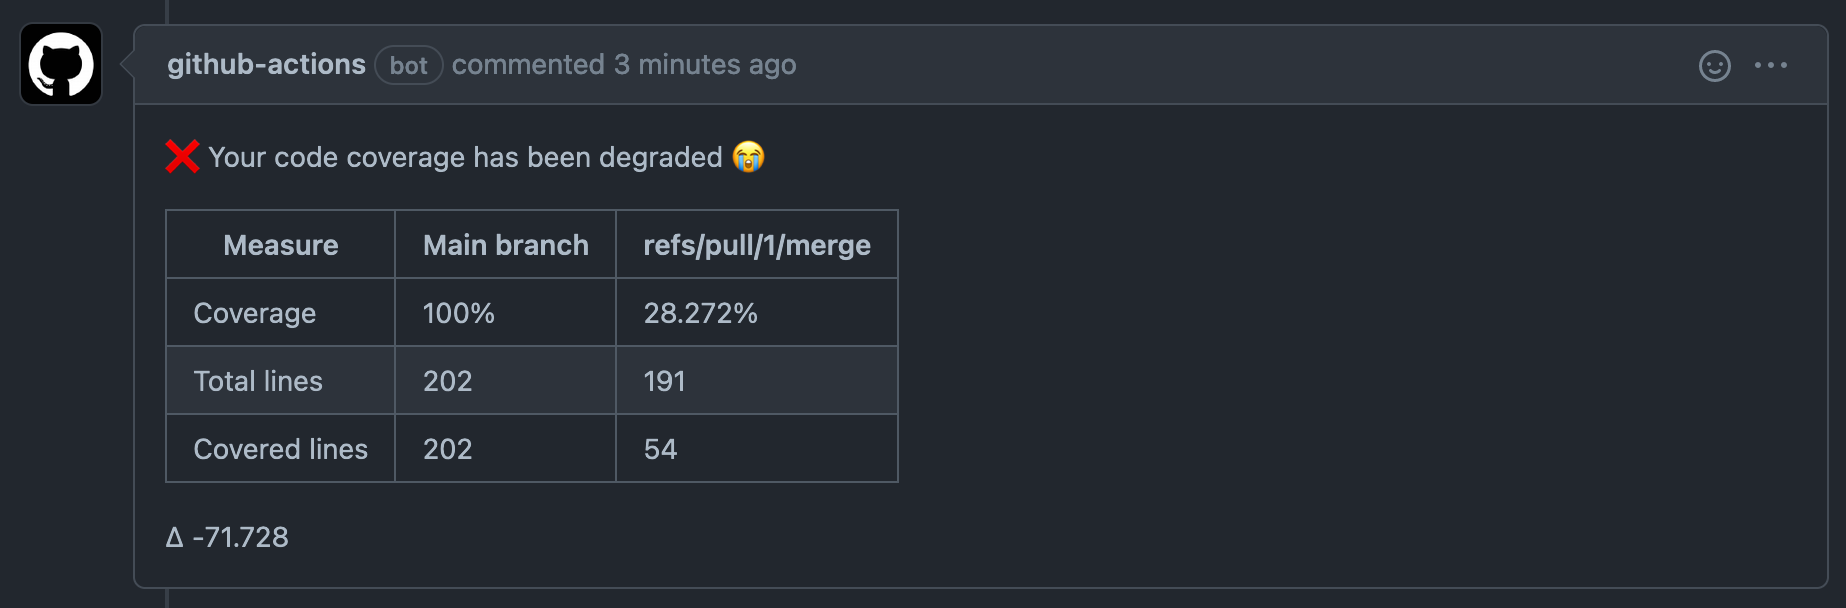 github-actions bot commented 3 minutes ago
❌ Your code coverage has been degraded 😭
Measure Main branch refs/pull/1/merge
Coverage 100% 28.272%
Total lines 202 191
Covered lines 202 54
Δ -71.728